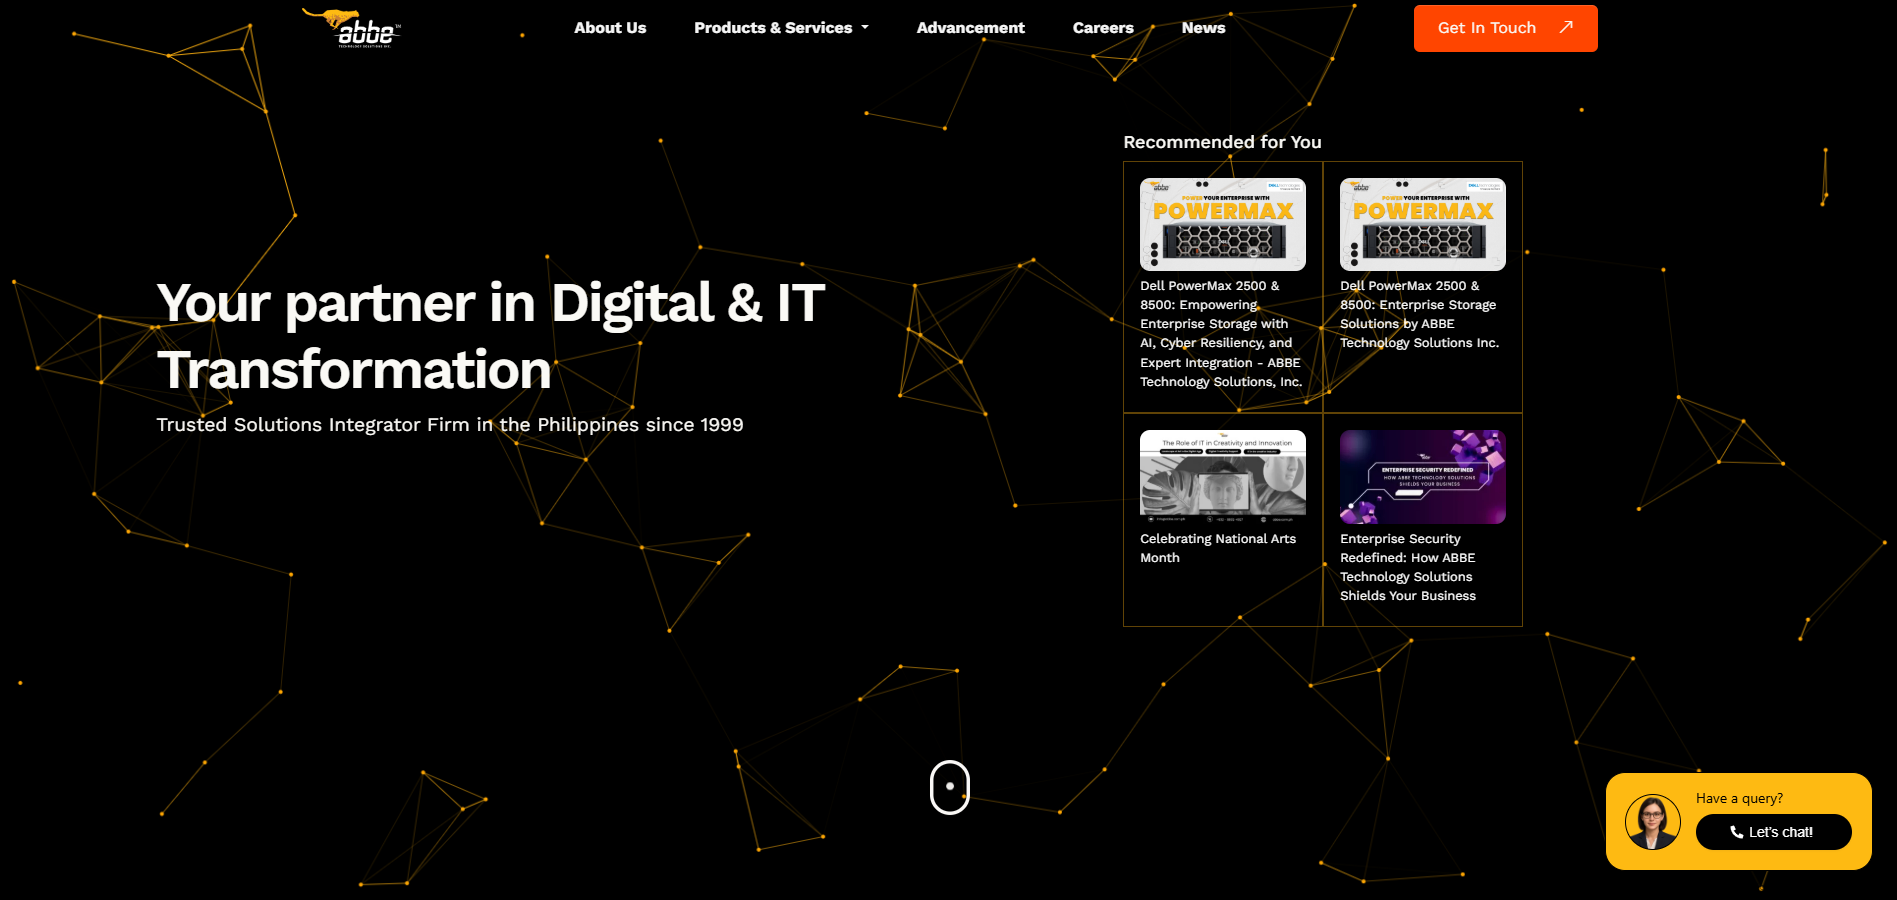 abbe
TECHNOLOGY SOLUTIONS INC.
About Us
Products & Services
Advancement
Careers
News
Get In Touch
Your partner in Digital & IT
Transformation
Trusted Solutions Integrator Firm in the Philippines since 1999
Recommended for You
abbe
POWER YOUR ENTERPRISE WITH
POWERMAX
Dell PowerMax 2500 &
8500: Empowering
Enterprise Storage with
AI, Cyber Resiliency, and
Expert Integration - ABBE
Technology Solutions, Inc.
abbe
POWER YOUR ENTERPRISE WITH
POWERMAX
Dell PowerMax 2500 &
8500: Enterprise Storage
Solutions by ABBE
Technology Solutions Inc.
The Role of IT in Creativity and Innovation
Celebrating National Arts
Month
ENTERPRISE SECURITY REDEFINED
HOW ABBE TECHNOLOGY SOLUTIONS
SHIELDS YOUR BUSINESS
Enterprise Security
Redefined: How ABBE
Technology Solutions
Shields Your Business
Have a query?
Let's chat!